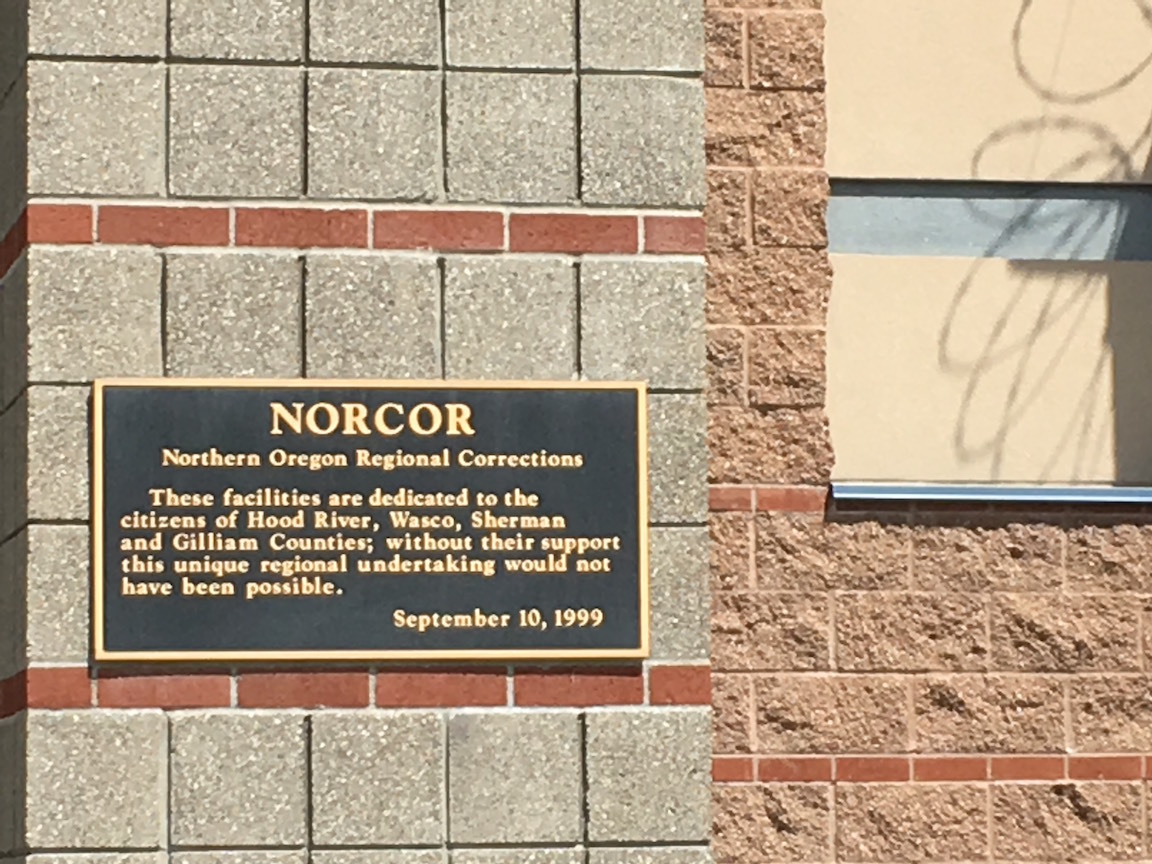 NORCOR
Northern Oregon Regional Corrections
These facilities are dedicated to the
citizens of Hood River, Wasco, Sherman
and Gilliam Counties; without their support
this unique regional undertaking would not
have been possible.
September 10, 1999